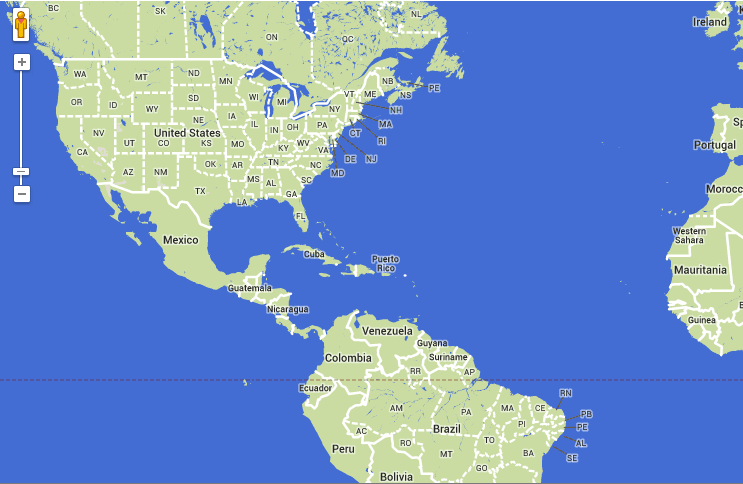 BC
SK
NL
ON
QC
Ireland
WA
MT
ND
MN
NB
PE
VT
ME
NS
OR
ID
SD
WI
MI
NY
NH
WY
IA
MA
NE
IL
IN
OH
PA
CT
NV
United States
RI
UT
CO
KS
MO
KY
WV
VA
DE
NJ
Sp
Portugal
CA
OK
AR
TN
NC
MD
AZ
NM
MS
AL
SC
TX
GA
LA
FL
Morocc
Western
Sahara
Mexico
Cuba
Puerto
Rico
Mauritania
Guatemala
Nicaragua
Guinea
Venezuela
Guyana
Colombia
Suriname
RR
AP
Ecuador
RN
AM
PA
MA
CE
PB
PI
PE
AC
Brazil
RO
TO
AL
Peru
MT
BA
SE
GO
Bolivia